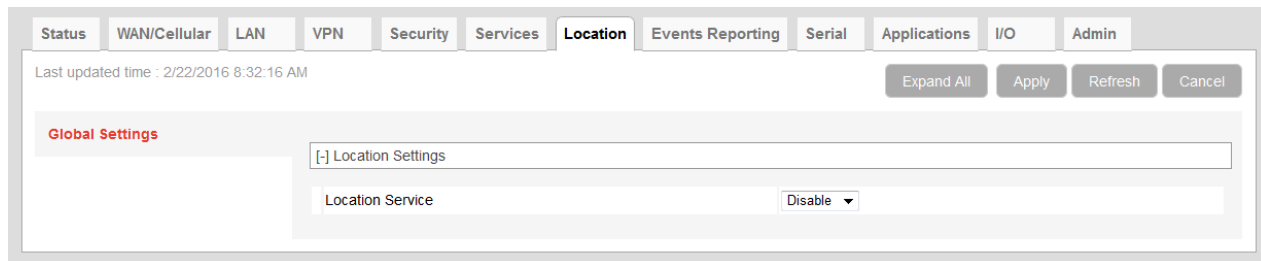 Status WAN/Cellular LAN VPN Security Services Location Events Reporting Serial Applications I/O Admin
Last updated time : 2/22/2016 8:32:16 AM
Expand All Apply Refresh Cancel
Global Settings
[-] Location Settings
Location Service Disable